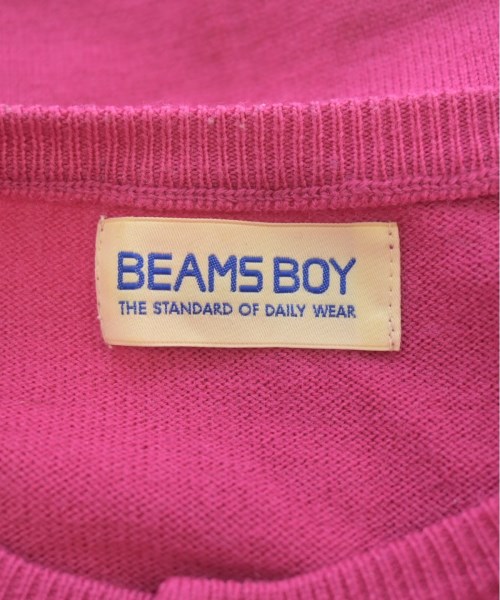 BEAMS BOY
THE STANDARD OF DAILY WEAR